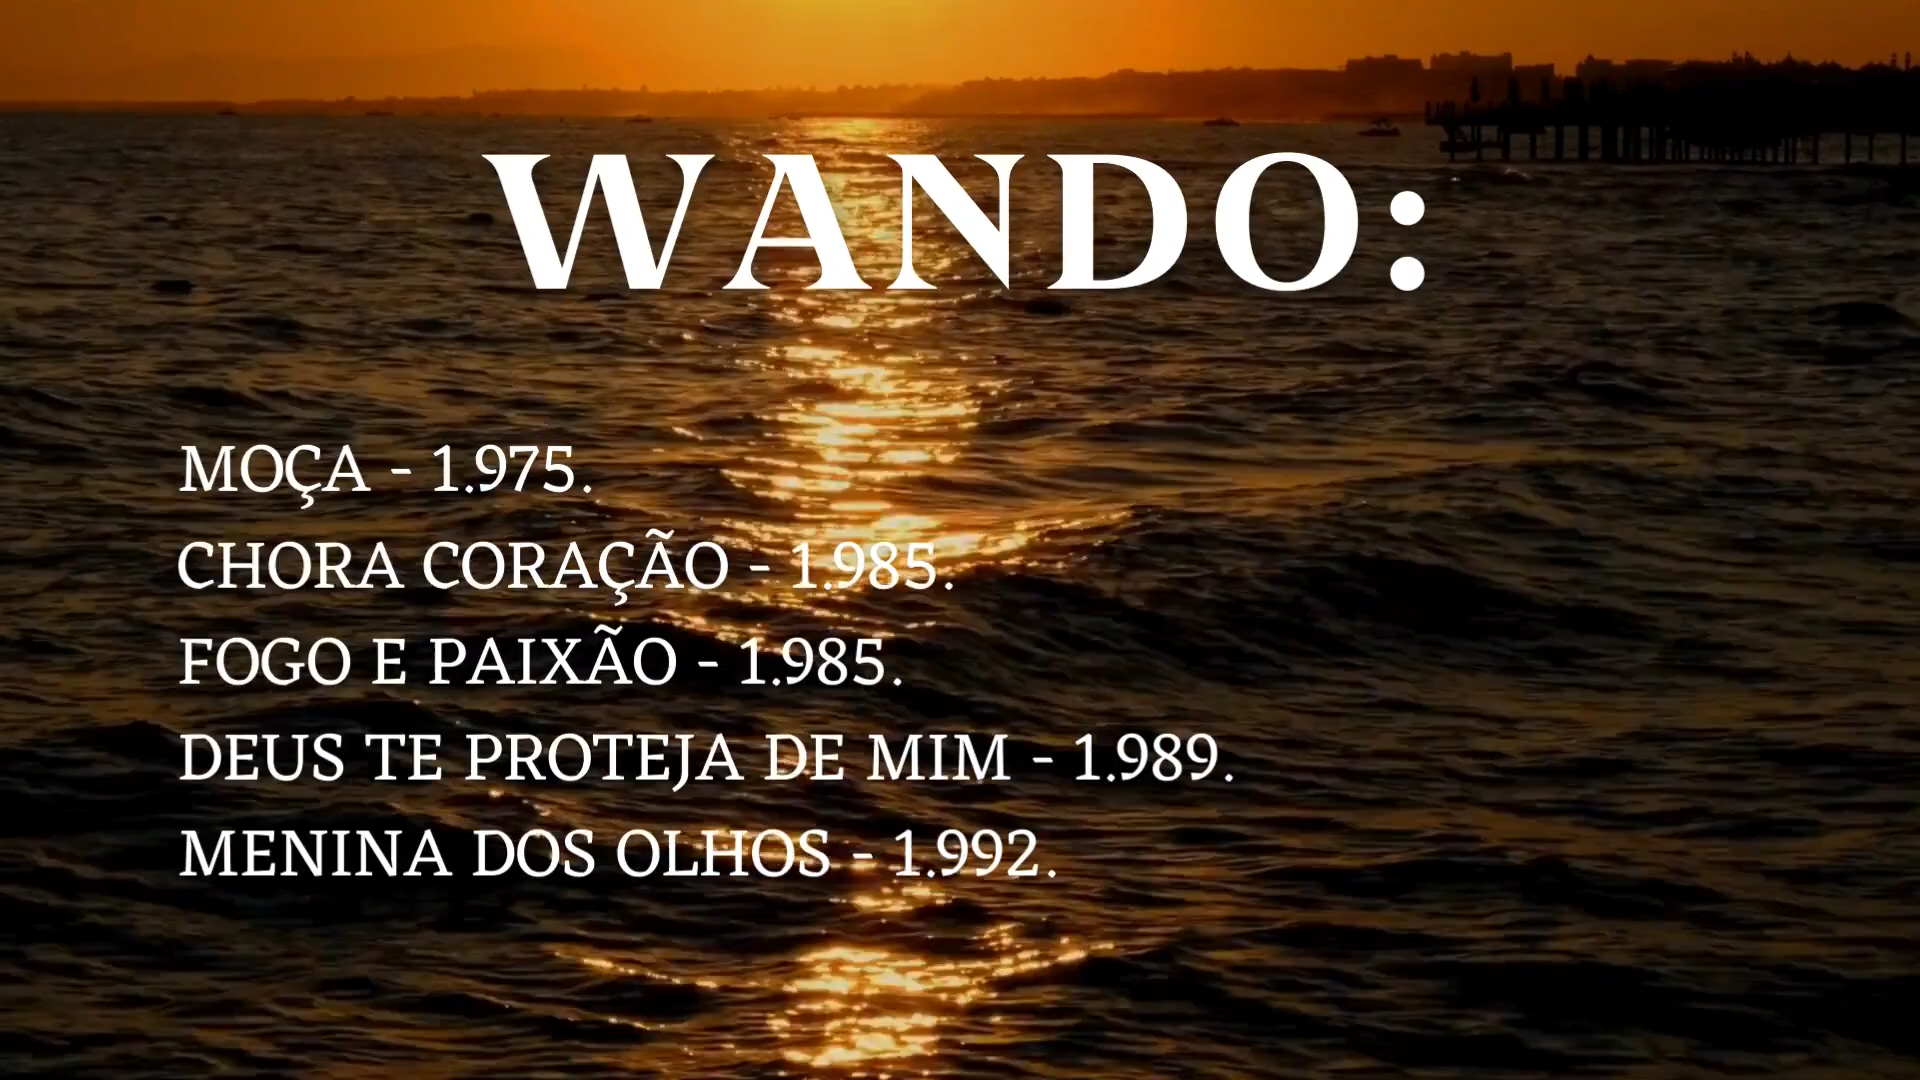 WANDO:
MOÇA - 1.975.
CHORA CORAÇÃO - 1.985.
FOGO E PAIXÃO - 1.985.
DEUS TE PROTEJA DE MIM - 1.989.
MENINA DOS OLHOS - 1.992.